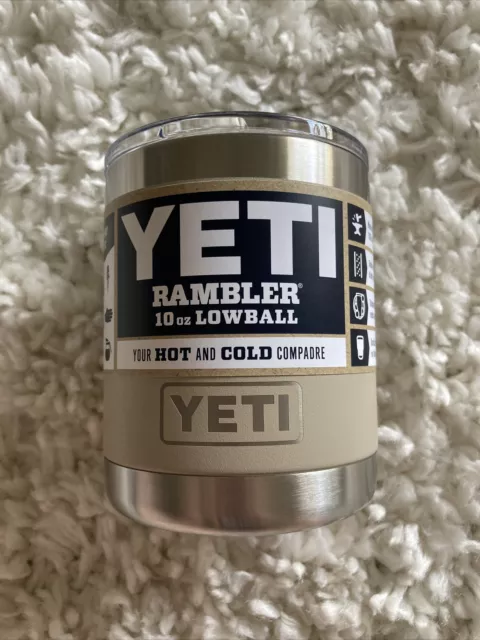 YETI
RAMBLER®
10 oz LOWBALL
YOUR HOT AND COLD COMPADRE
YETI